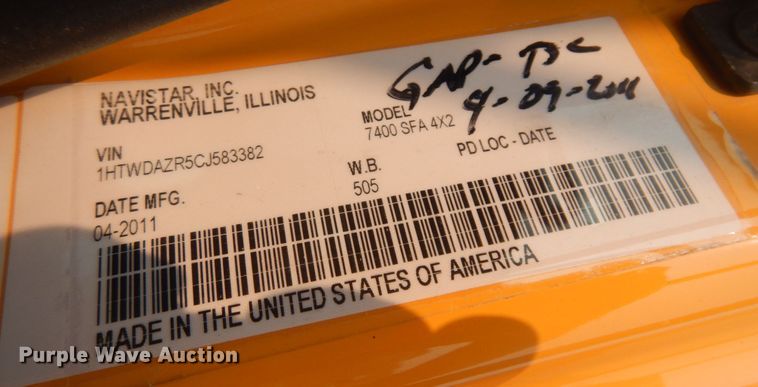 NAVISTAR, INC.
WARRENVILLE, ILLINOIS
GAP-
4-09-2011
VIN
1HTWDAZR5CJ583382
MODEL
7400 SFA 4X2
DATE MFG.
04-2011
W.B.
505
PD LOC - DATE
MADE IN THE UNITED STATES OF AMERICA
Purple Wave Auction